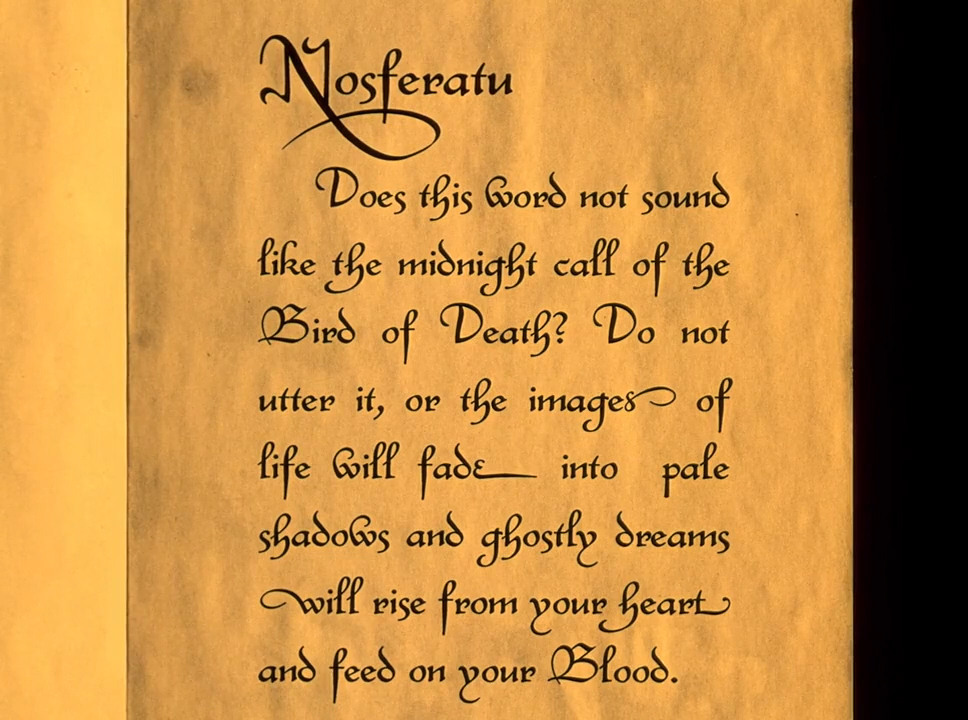 Nosferatu
Does this word not sound
like the midnight call of the
Bird of Death? Do not
utter it, or the images of
life will fade into pale
shadows and ghostly dreams
will rise from your heart
and feed on your Blood.